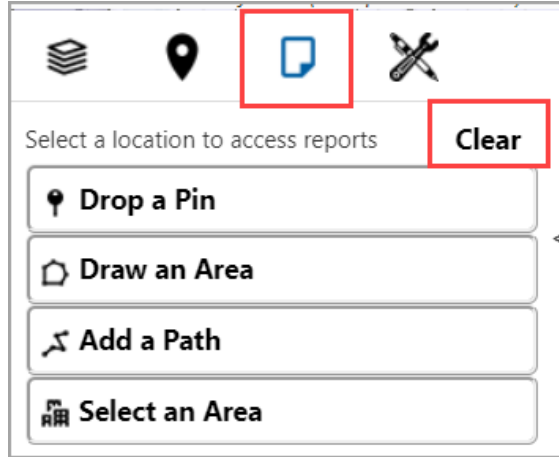 Select a location to access reports Clear
Drop a Pin
Draw an Area
Add a Path
Select an Area